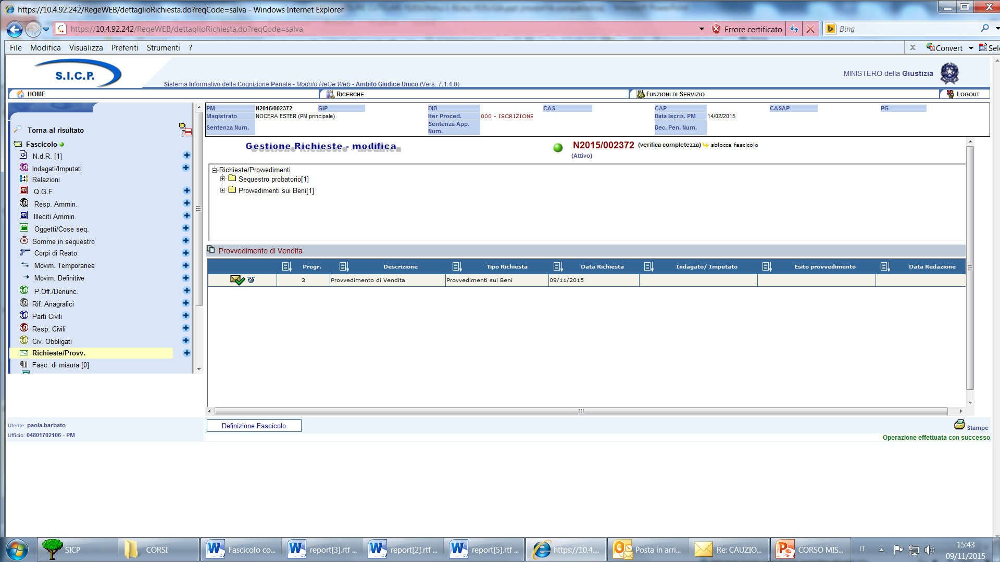 https://10.4.92.242/RegeWEB/dettaglioRichiesta.do?reqCode=salva - Windows Internet Explorer
https://10.4.92.242/RegeWEB/dettaglioRichiesta.do?reqCode=salva
Errore certificato
Bing
File Modifica Visualizza Preferiti Strumenti ?
x Convert Sele
S.I.C.P.
Sistema Informativo della Cognizione Penale - Modulo ReGe Web - Ambito Giudice Unico (Vers. 7.1.4.0)
MINISTERO della Giustizia
HOME RICERCHE FUNZIONI DI SERVIZIO LOGOUT
PM N2015/002372 GIP DIB CAS CAP CASAP PG
Magistrato NOCERA ESTER (PM principale) Iter Proced. 000 - ISCRIZIONE Data Iscriz. PM 14/02/2015
Sentenza Num. Sentenza App. Num. Dec. Pen. Num.
Torna al risultato
Fascicolo
N.d.R. [1]
Indagati/Imputati
Relazioni
Q.G.F.
Resp. Ammin.
Illeciti Ammin.
Oggetti/Cose seq.
Somme in sequestro
Corpi di Reato
Movim. Temporanee
Movim. Definitive
P.Off./Denunc.
Rif. Anagrafici
Parti Civili
Resp. Civili
Civ. Obbligati
Richieste/Provv.
Fasc. di misura [0]
Gestione Richieste - modifica
N2015/002372 (verifica completezza) sblocca fascicolo
(Attivo)
Richieste/Provvedimenti
Sequestro probatorio[1]
Provvedimenti sui Beni[1]
Provvedimento di Vendita
Progr. Descrizione Tipo Richiesta Data Richiesta Indagato/ Imputato Esito provvedimento Data Redazione
3 Provvedimento di Vendita Provvedimenti sui Beni 09/11/2015
Utente: paola.barbato
Ufficio: 04801702106 - PM
Definizione Fascicolo
Stampe
Operazione effettuata con successo
SICP CORSI Fascicolo co... report[3].rtf ... report[2].rtf ... report[5].rtf ... https://10.4.... Posta in arri... Re: CAUZIO... CORSO MIS... IT
15:43
09/11/2015